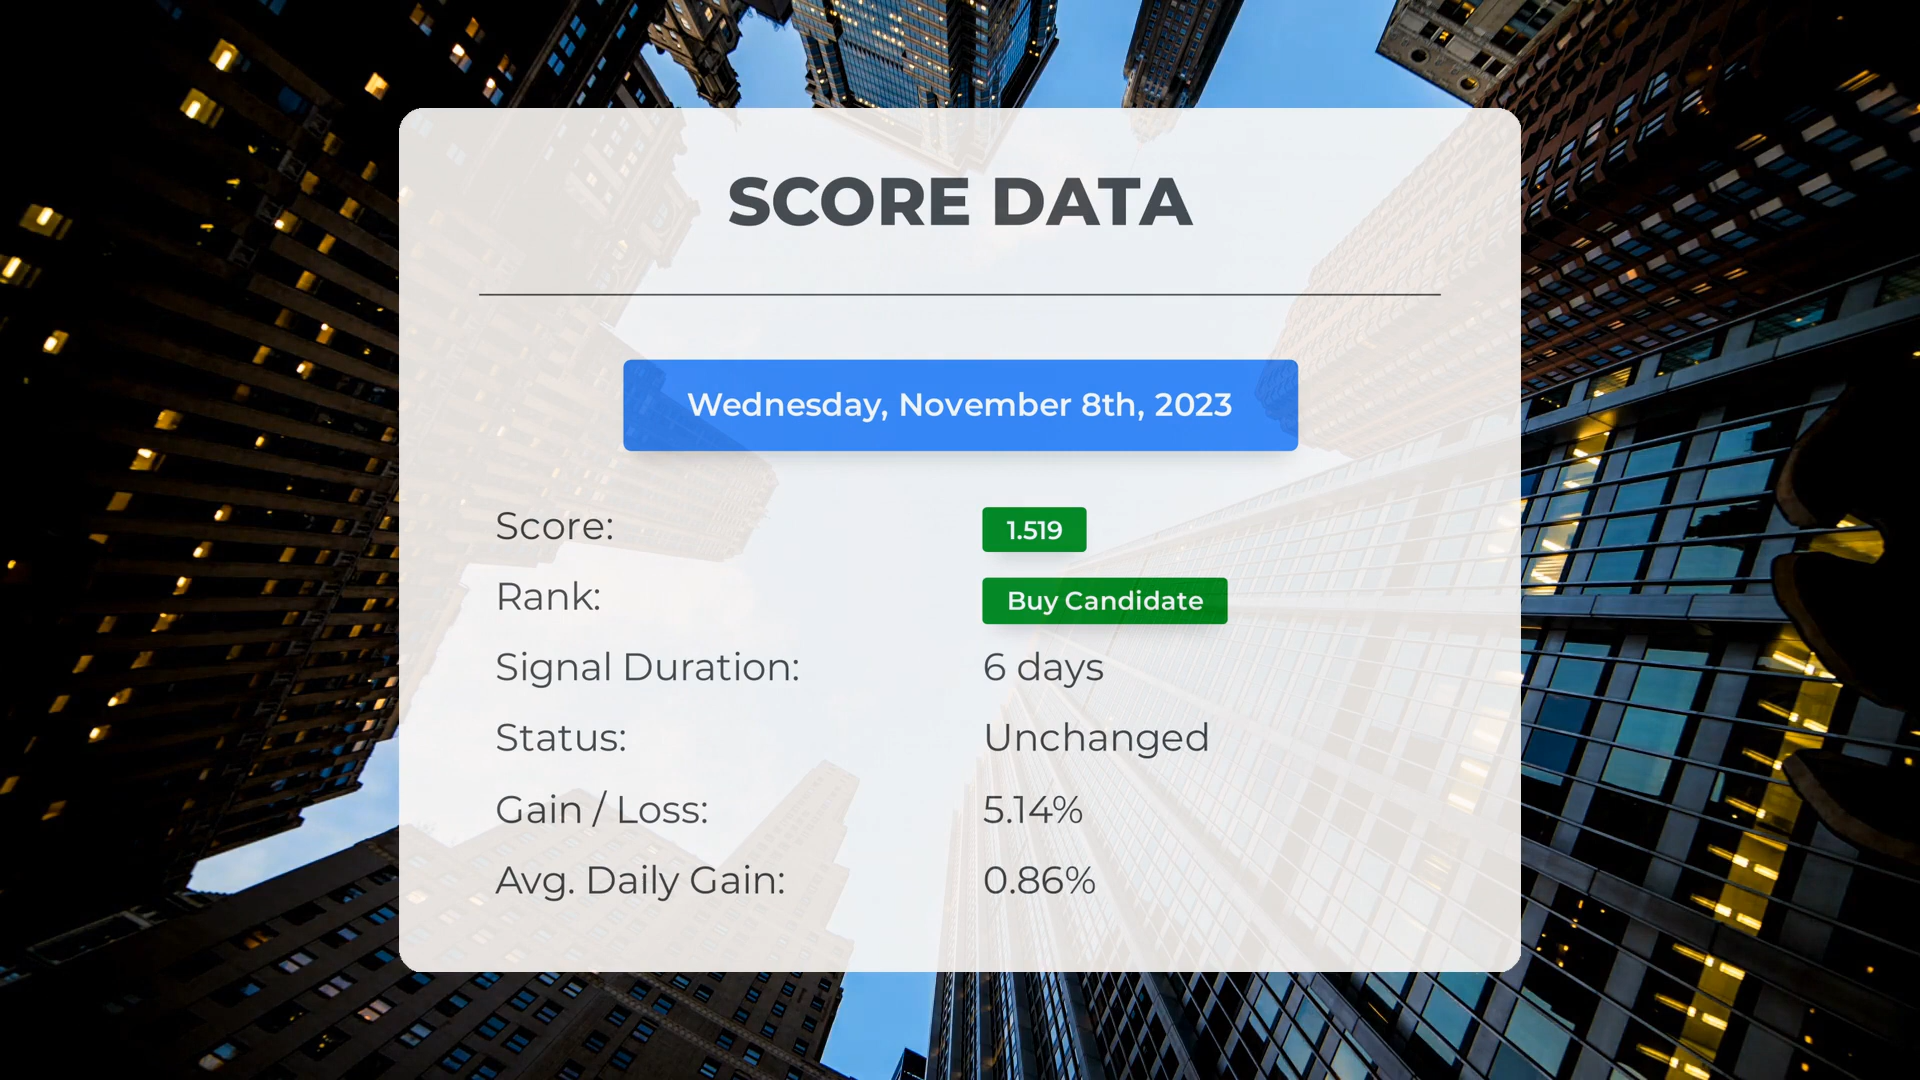 SCORE DATA
Wednesday, November 8th, 2023
Score: 1.519
Rank: Buy Candidate
Signal Duration: 6 days
Status: Unchanged
Gain / Loss: 5.14%
Avg. Daily Gain: 0.86%